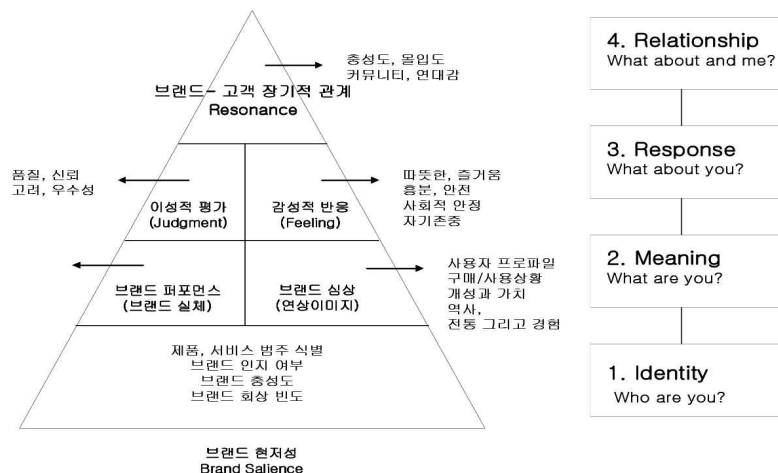 충성도, 몰입도
커뮤니티, 연대감
브랜드- 고객 장기적 관계
Resonance
품질, 신뢰
고려, 우수성
이성적 평가
(Judgment)
감성적 반응
(Feeling)
따뜻한, 즐거움
흥분, 안전
사회적 안정
자기존중
브랜드 퍼포먼스
(브랜드 실체)
브랜드 심상
(연상이미지)
사용자 프로파일
구매/사용상황
개성과 가치
역사,
전통 그리고 경험
제품, 서비스 범주 식별
브랜드 인지 여부
브랜드 충성도
브랜드 회상 빈도
브랜드 현저성
Brand Salience
4. Relationship
What about and me?
3. Response
What about you?
2. Meaning
What are you?
1. Identity
Who are you?